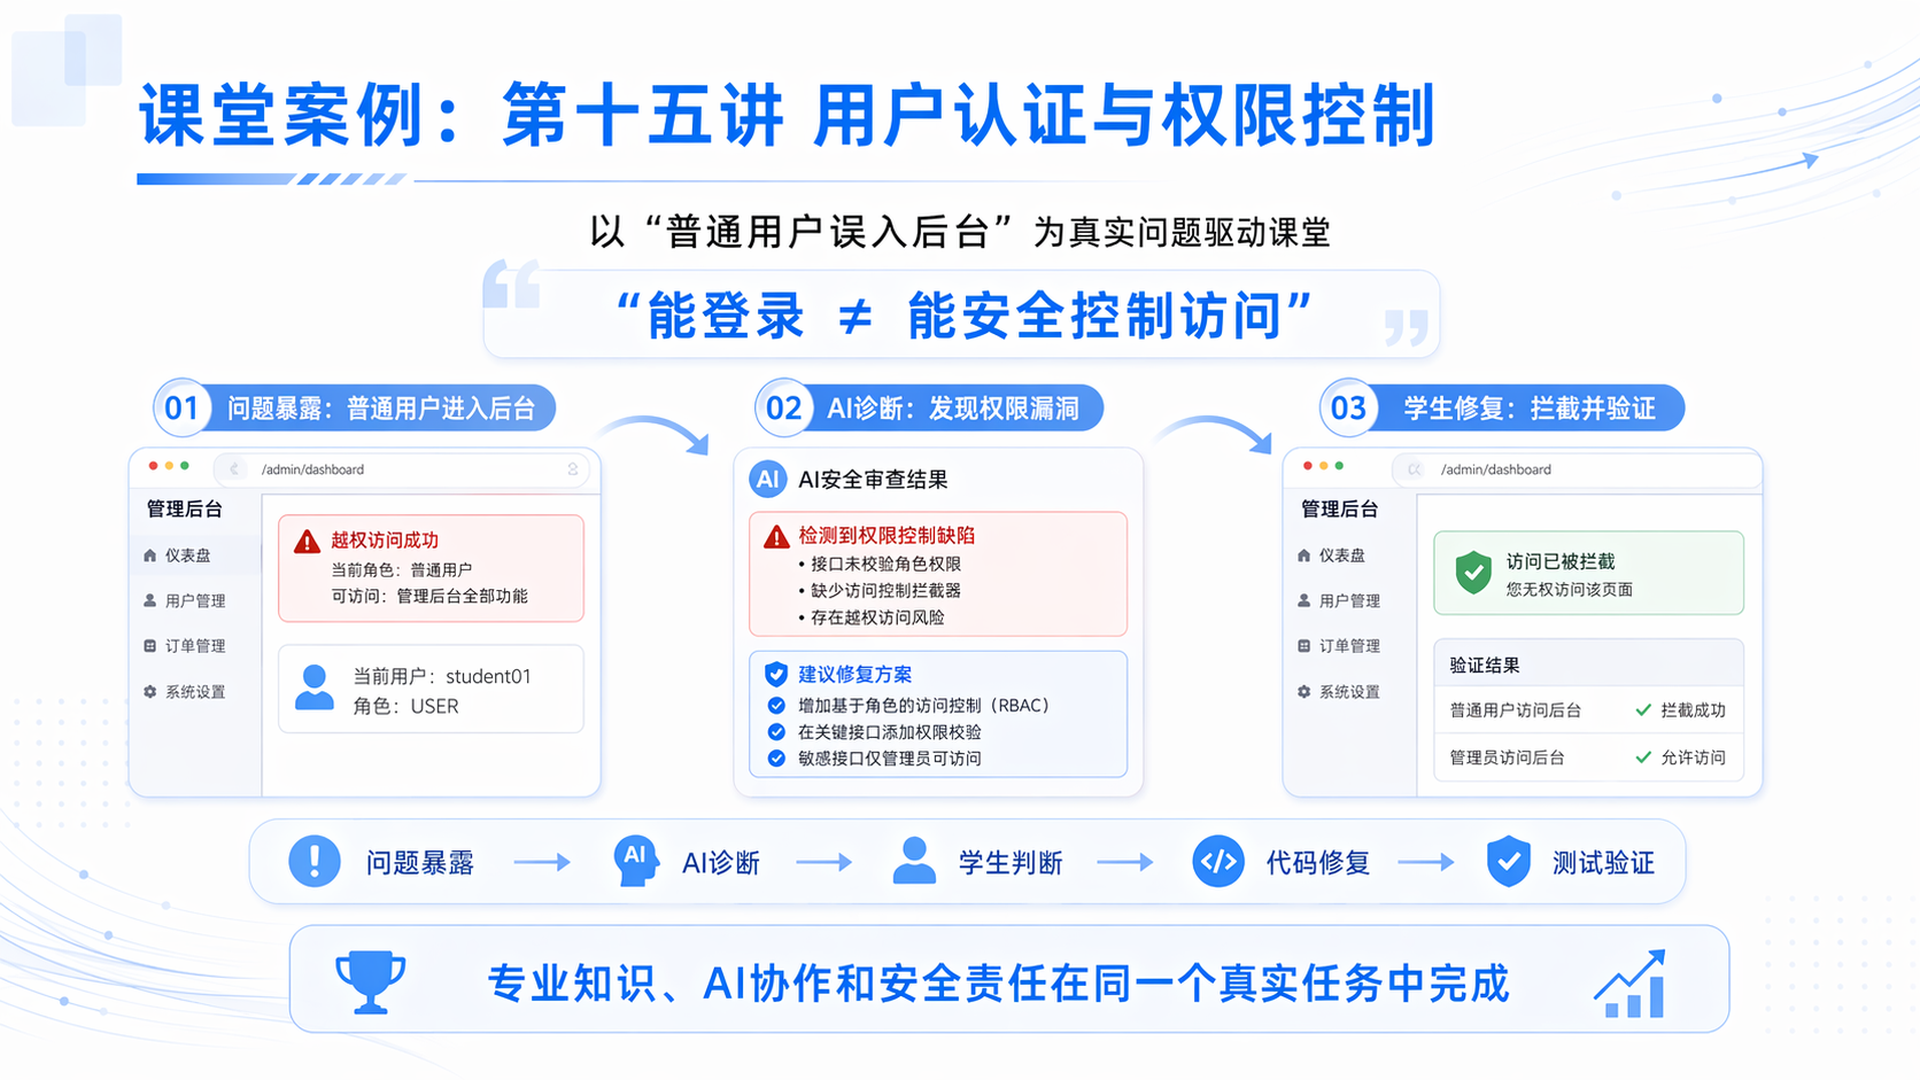 课堂案例：第十五讲 用户认证与权限控制
以“普通用户误入后台”为真实问题驱动课堂
“能登录 ≠ 能安全控制访问”
01 问题暴露：普通用户进入后台
/admin/dashboard
管理后台
仪表盘
用户管理
订单管理
系统设置
越权访问成功
当前角色：普通用户
可访问：管理后台全部功能
当前用户：student01
角色：USER
02 AI诊断：发现权限漏洞
AI AI安全审查结果
检测到权限控制缺陷
• 接口未校验角色权限
• 缺少访问控制拦截器
• 存在越权访问风险
建议修复方案
增加基于角色的访问控制（RBAC）
在关键接口添加权限校验
敏感接口仅管理员可访问
03 学生修复：拦截并验证
/admin/dashboard
管理后台
仪表盘
用户管理
订单管理
系统设置
访问已被拦截
您无权访问该页面
验证结果
普通用户访问后台 拦截成功
管理员访问后台 允许访问
问题暴露 → AI AI诊断 → 学生判断 → </> 代码修复 → 测试验证
专业知识、AI协作和安全责任在同一个真实任务中完成